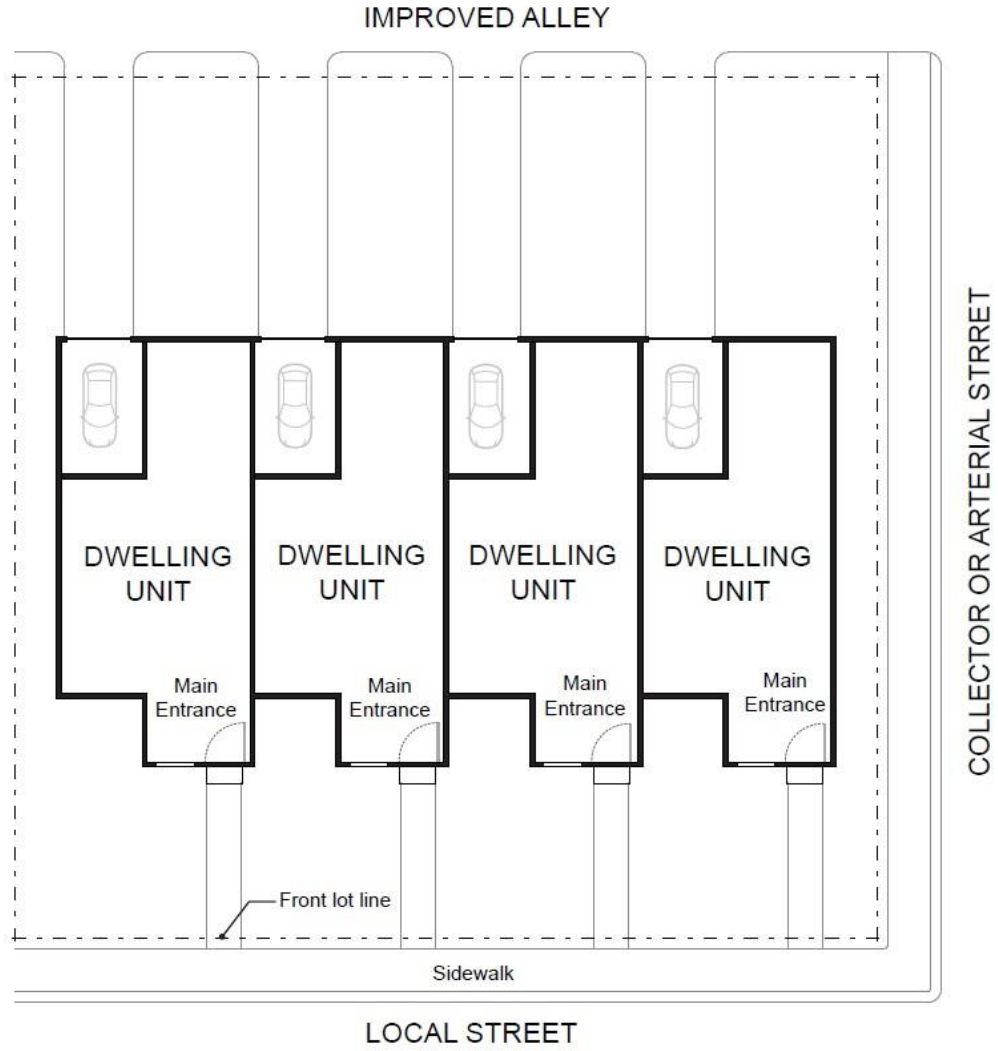 IMPROVED ALLEY
DWELLING
UNIT
DWELLING
UNIT
DWELLING
UNIT
DWELLING
UNIT
Main
Entrance
Main
Entrance
Main
Entrance
Main
Entrance
Front lot line
Sidewalk
LOCAL STREET
COLLECTOR OR ARTERIAL STRRET